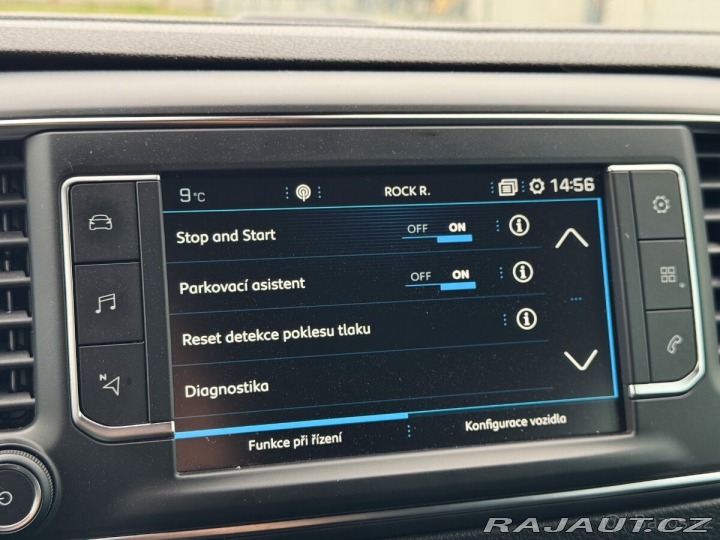 9°C ROCK R. 14:56
Stop and Start OFF ON
Parkovací asistent OFF ON
Reset detekce poklesu tlaku
Diagnostika
Funkce při řízení Konfigurace vozidla
N
RAJAUT.CZ